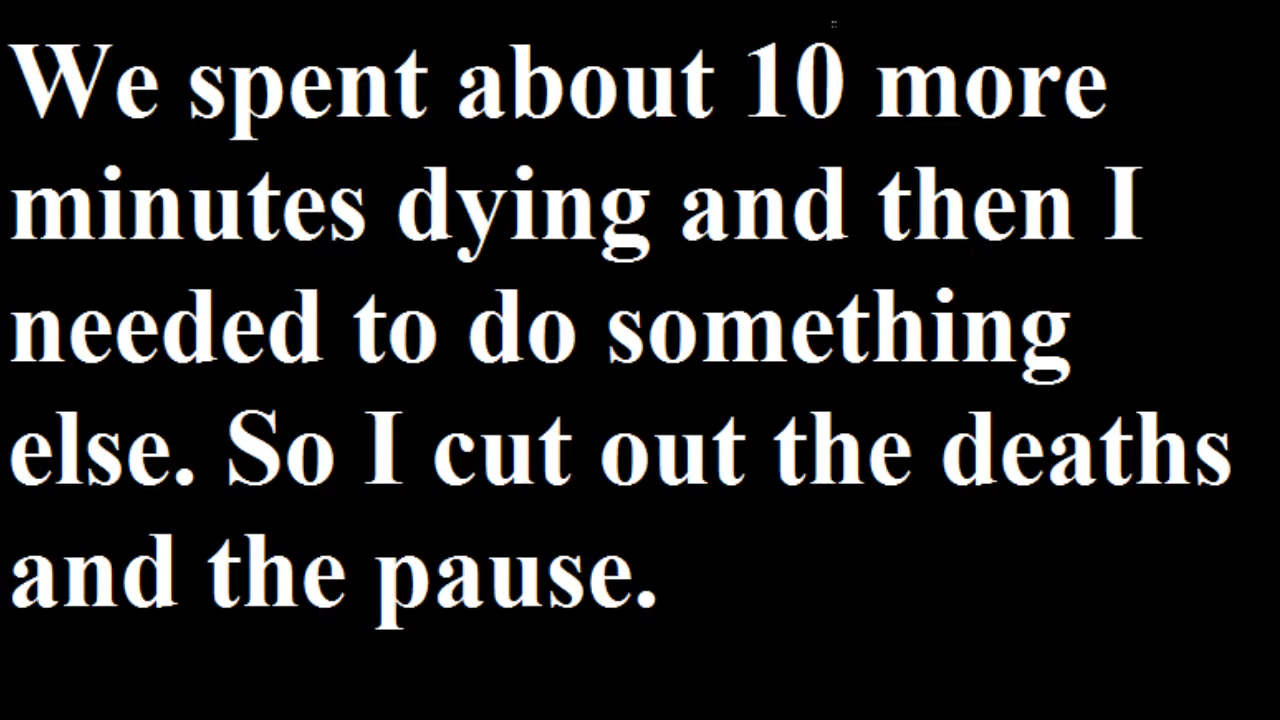 We spent about 10 more
minutes dying and then I
needed to do something
else. So I cut out the deaths
and the pause.